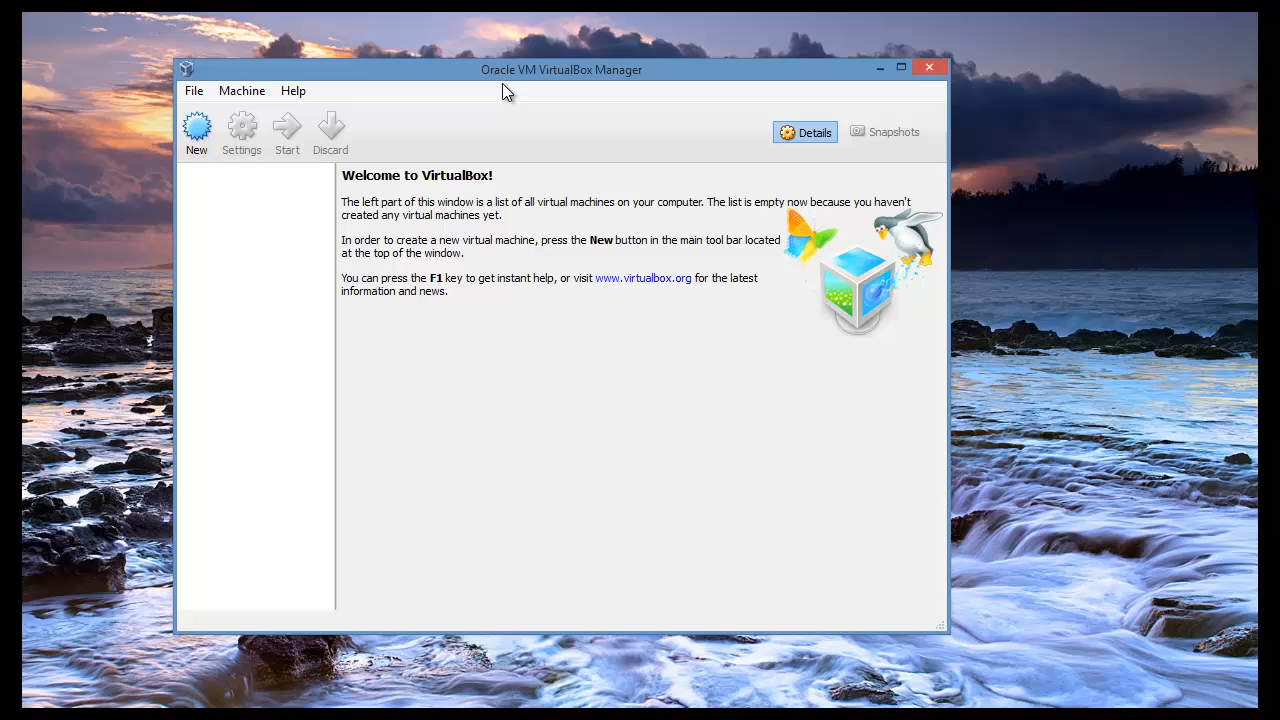 Oracle VM VirtualBox Manager
File Machine Help
New Settings Start Discard
Details Snapshots
Welcome to VirtualBox!
The left part of this window is a list of all virtual machines on your computer. The list is empty now because you haven't
created any virtual machines yet.
In order to create a new virtual machine, press the New button in the main tool bar located
at the top of the window.
You can press the F1 key to get instant help, or visit www.virtualbox.org for the latest
information and news.